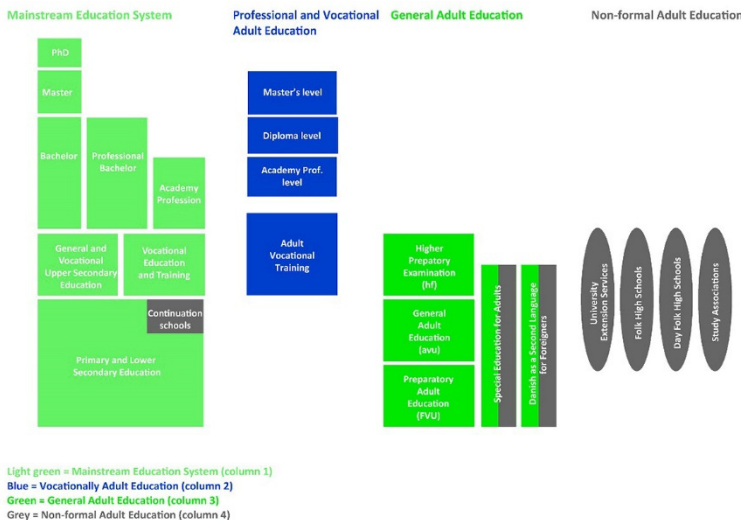 Mainstream Education System
Professional and Vocational
Adult Education
General Adult Education
Non-formal Adult Education
PhD
Master
Bachelor
Professional
Bachelor
Academy
Profession
General and
Vocational
Upper Secondary
Education
Vocational
Education
and Training
Continuation
schools
Primary and Lower
Secondary Education
Master's level
Diploma level
Academy Prof.
level
Adult
Vocational
Training
Higher
Prepatory
Examination
(hf)
General
Adult
Education
(avu)
Preparatory
Adult
Education
(FVU)
Special Education for Adults
Danish as a Second Language
for Foreigners
University
Extension Services
Folk High Schools
Day Folk High Schools
Study Associations
Light green = Mainstream Education System (column 1)
Blue = Vocationally Adult Education (column 2)
Green = General Adult Education (column 3)
Grey = Non-formal Adult Education (column 4)